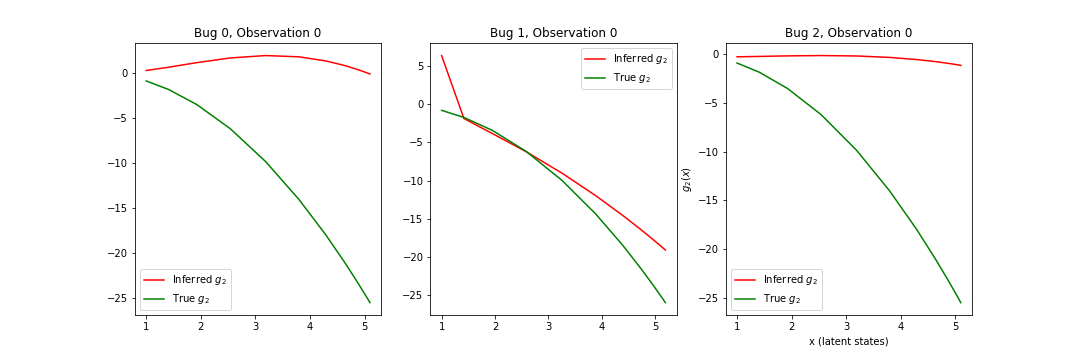 Bug 0, Observation 0
0
−5
−10
−15
−20
−25
Inferred g₂
True g₂
1 2 3 4 5
Bug 1, Observation 0
Inferred g₂
True g₂
5
0
−5
−10
−15
−20
−25
1 2 3 4 5
Bug 2, Observation 0
g₂(x)
0
−5
−10
−15
−20
−25
Inferred g₂
True g₂
1 2 3 4 5
x (latent states)